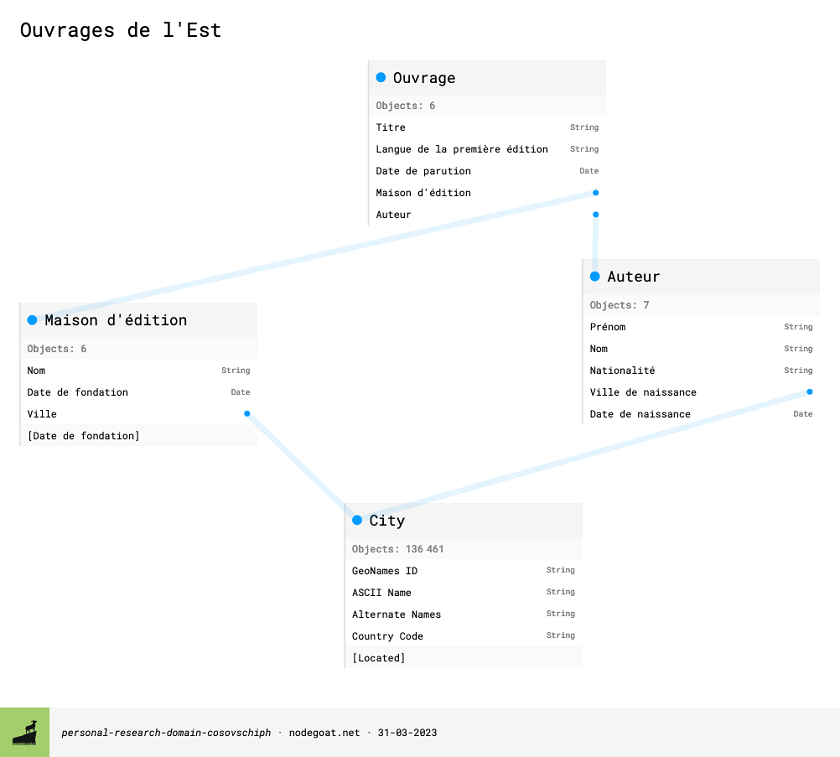 Ouvrages de l'Est
Ouvrage
Objects: 6
Titre String
Langue de la première édition String
Date de parution Date
Maison d'édition
Auteur
Auteur
Objects: 7
Prénom String
Nom String
Nationalité String
Ville de naissance
Date de naissance Date
Maison d'édition
Objects: 6
Nom String
Date de fondation Date
Ville
[Date de fondation]
City
Objects: 136 461
GeoNames ID String
ASCII Name String
Alternate Names String
Country Code String
[Located]
personal-research-domain-cosovschiph · nodegoat.net · 31-03-2023